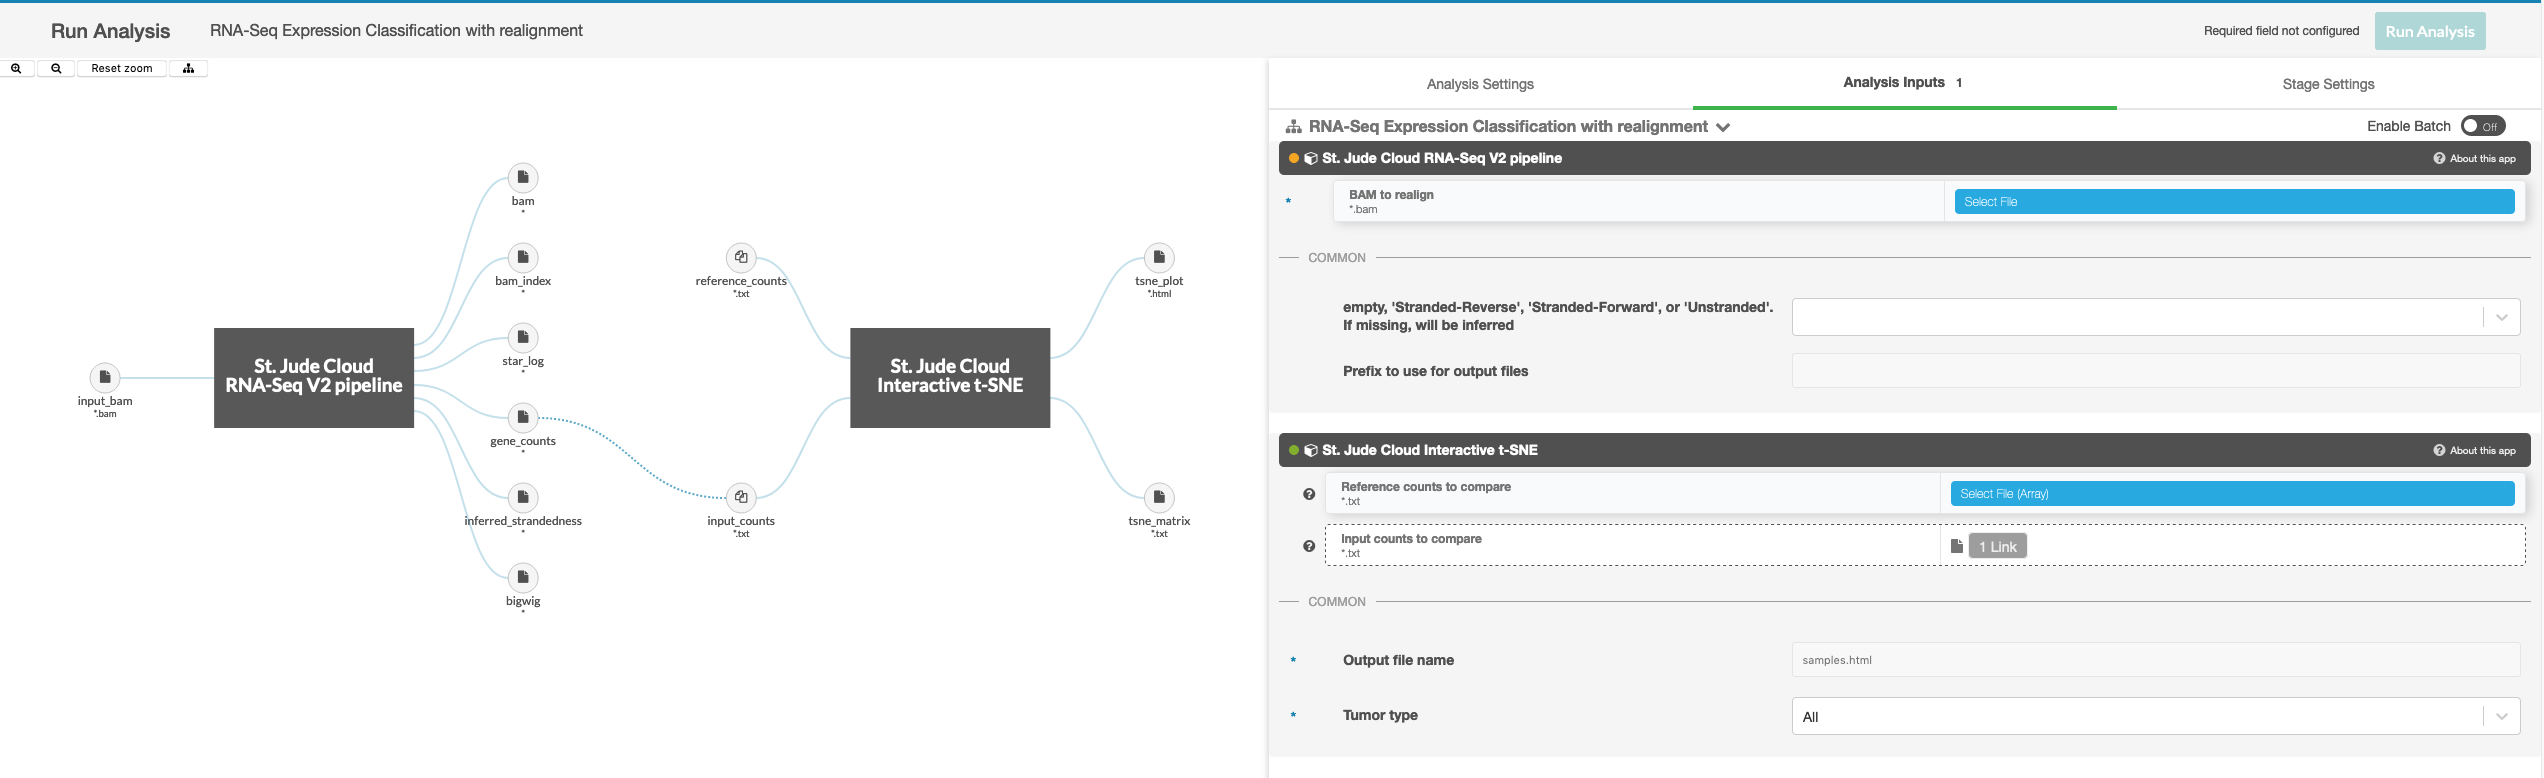 Run Analysis
RNA-Seq Expression Classification with realignment
Required field not configured
Run Analysis
Reset zoom
input_bam
*.bam
St. Jude Cloud
RNA-Seq V2 pipeline
bam
*
bam_index
*
star_log
*
gene_counts
*
inferred_strandedness
*
bigwig
*
reference_counts
*.txt
input_counts
*.txt
St. Jude Cloud
Interactive t-SNE
tsne_plot
*.html
tsne_matrix
*.txt
Analysis Settings
Analysis Inputs 1
Stage Settings
RNA-Seq Expression Classification with realignment
Enable Batch Off
St. Jude Cloud RNA-Seq V2 pipeline
? About this app
*
BAM to realign
*.bam
Select File
COMMON
empty, 'Stranded-Reverse', 'Stranded-Forward', or 'Unstranded'.
If missing, will be inferred
Prefix to use for output files
St. Jude Cloud Interactive t-SNE
? About this app
?
Reference counts to compare
*.txt
Select File (Array)
?
Input counts to compare
*.txt
1 Link
COMMON
* Output file name
samples.html
* Tumor type
All